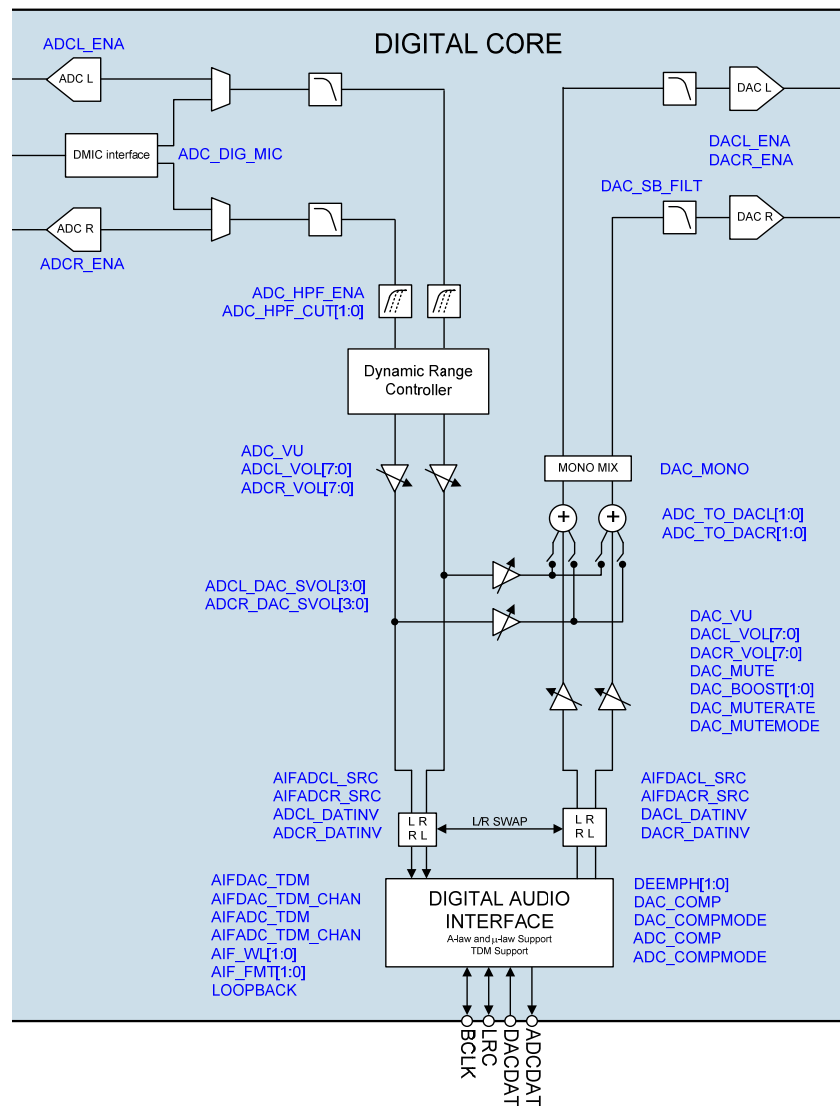 DIGITAL CORE
ADCL_ENA
ADC L
DMIC interface
ADC_DIG_MIC
ADC R
ADCR_ENA
DAC L
DACL_ENA
DACR_ENA
DAC_SB_FILT
DAC R
ADC_HPF_ENA
ADC_HPF_CUT[1:0]
Dynamic Range
Controller
ADC_VU
ADCL_VOL[7:0]
ADCR_VOL[7:0]
MONO MIX
DAC_MONO
+
+
ADC_TO_DACL[1:0]
ADC_TO_DACR[1:0]
ADCL_DAC_SVOL[3:0]
ADCR_DAC_SVOL[3:0]
DAC_VU
DACL_VOL[7:0]
DACR_VOL[7:0]
DAC_MUTE
DAC_BOOST[1:0]
DAC_MUTERATE
DAC_MUTEMODE
AIFADCL_SRC
AIFADCR_SRC
ADCL_DATINV
ADCR_DATINV
L R
R L
L/R SWAP
L R
R L
AIFDACL_SRC
AIFDACR_SRC
DACL_DATINV
DACR_DATINV
AIFDAC_TDM
AIFDAC_TDM_CHAN
AIFADC_TDM
AIFADC_TDM_CHAN
AIF_WL[1:0]
AIF_FMT[1:0]
LOOPBACK
DIGITAL AUDIO
INTERFACE
A-law and µ-law Support
TDM Support
DEEMPH[1:0]
DAC_COMP
DAC_COMPMODE
ADC_COMP
ADC_COMPMODE
BCLK
LRC
DACDAT
ADCDAT